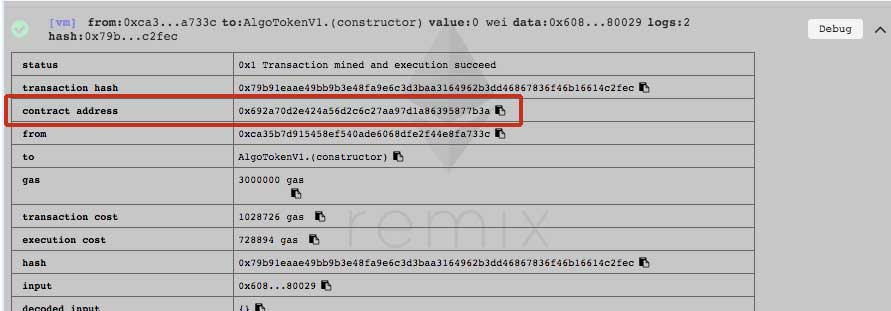 [vm] from:0xca3...a733c to:AlgoTokenV1.(constructor) value:0 wei data:0x608...80029 logs:2
hash:0x79b...c2fec
Debug
status 0x1 Transaction mined and execution succeed
transaction hash 0x79b91eaae49bb9b3e48fa9e6c3d3baa3164962b3dd46867836f46b16614c2fec
contract address 0x692a70d2e424a56d2c6c27aa97d1a86395877b3a
from 0xca35b7d915458ef540ade6068dfe2f44e8fa733c
to AlgoTokenV1.(constructor)
gas 3000000 gas
transaction cost 1028726 gas
execution cost 728894 gas
hash 0x79b91eaae49bb9b3e48fa9e6c3d3baa3164962b3dd46867836f46b16614c2fec
input 0x608...80029
decoded input {}
remix